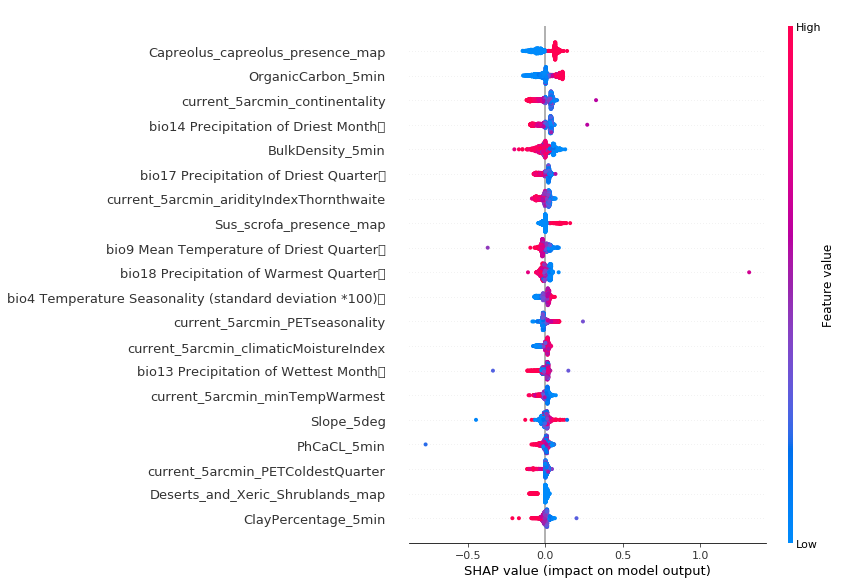 High
Capreolus_capreolus_presence_map
OrganicCarbon_5min
current_5arcmin_continentality
bio14 Precipitation of Driest Month▯
BulkDensity_5min
bio17 Precipitation of Driest Quarter▯
current_5arcmin_aridityIndexThornthwaite
Sus_scrofa_presence_map
bio9 Mean Temperature of Driest Quarter▯
bio18 Precipitation of Warmest Quarter▯
bio4 Temperature Seasonality (standard deviation *100)▯
current_5arcmin_PETseasonality
current_5arcmin_climaticMoistureIndex
bio13 Precipitation of Wettest Month▯
current_5arcmin_minTempWarmest
Slope_5deg
PhCaCL_5min
current_5arcmin_PETColdestQuarter
Deserts_and_Xeric_Shrublands_map
ClayPercentage_5min
Feature value
Low
−0.5 0.0 0.5 1.0
SHAP value (impact on model output)